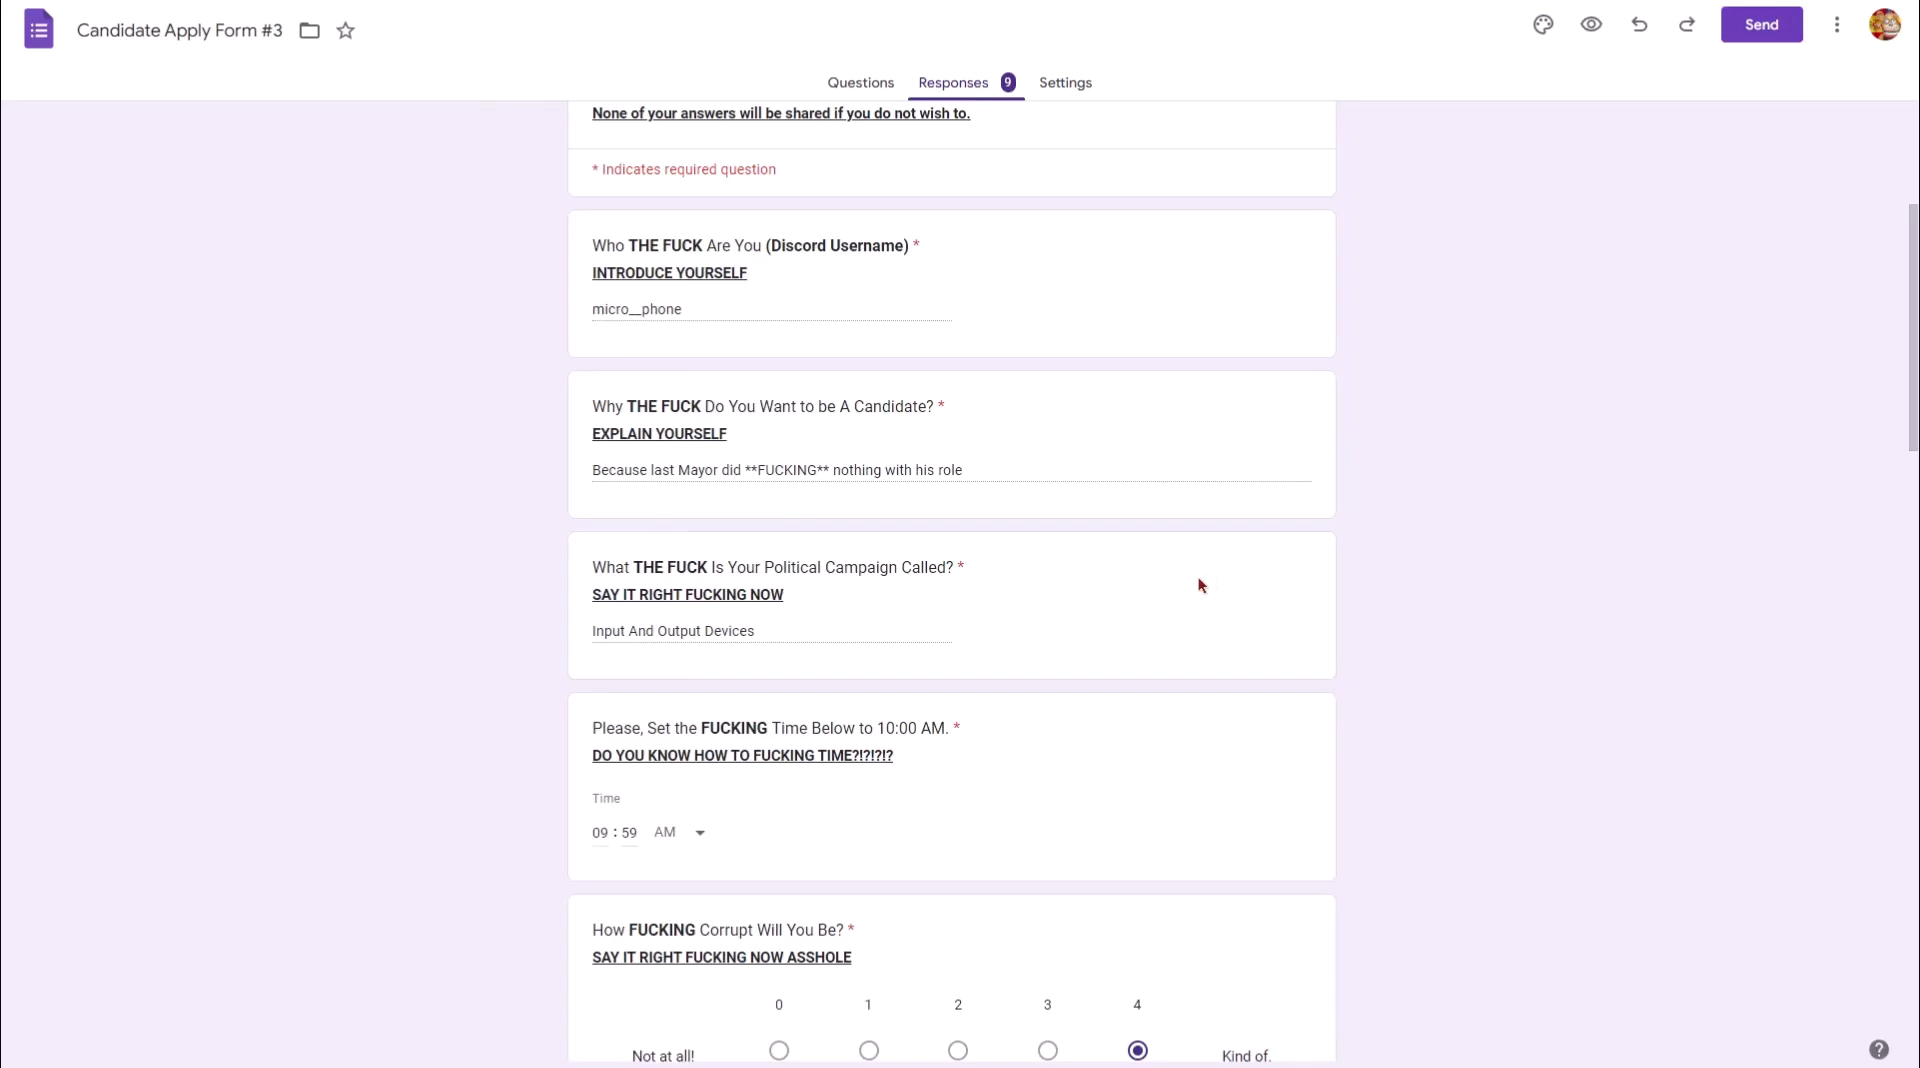 Candidate Apply Form #3
Send
Questions
Responses 9
Settings
None of your answers will be shared if you do not wish to.
* Indicates required question
Who THE FUCK Are You (Discord Username) *
INTRODUCE YOURSELF
micro__phone
Why THE FUCK Do You Want to be A Candidate? *
EXPLAIN YOURSELF
Because last Mayor did **FUCKING** nothing with his role
What THE FUCK Is Your Political Campaign Called? *
SAY IT RIGHT FUCKING NOW
Input And Output Devices
Please, Set the FUCKING Time Below to 10:00 AM. *
DO YOU KNOW HOW TO FUCKING TIME?!?!?!?
Time
09 : 59 AM
How FUCKING Corrupt Will You Be? *
SAY IT RIGHT FUCKING NOW ASSHOLE
0 1 2 3 4
Not at all! Kind of.